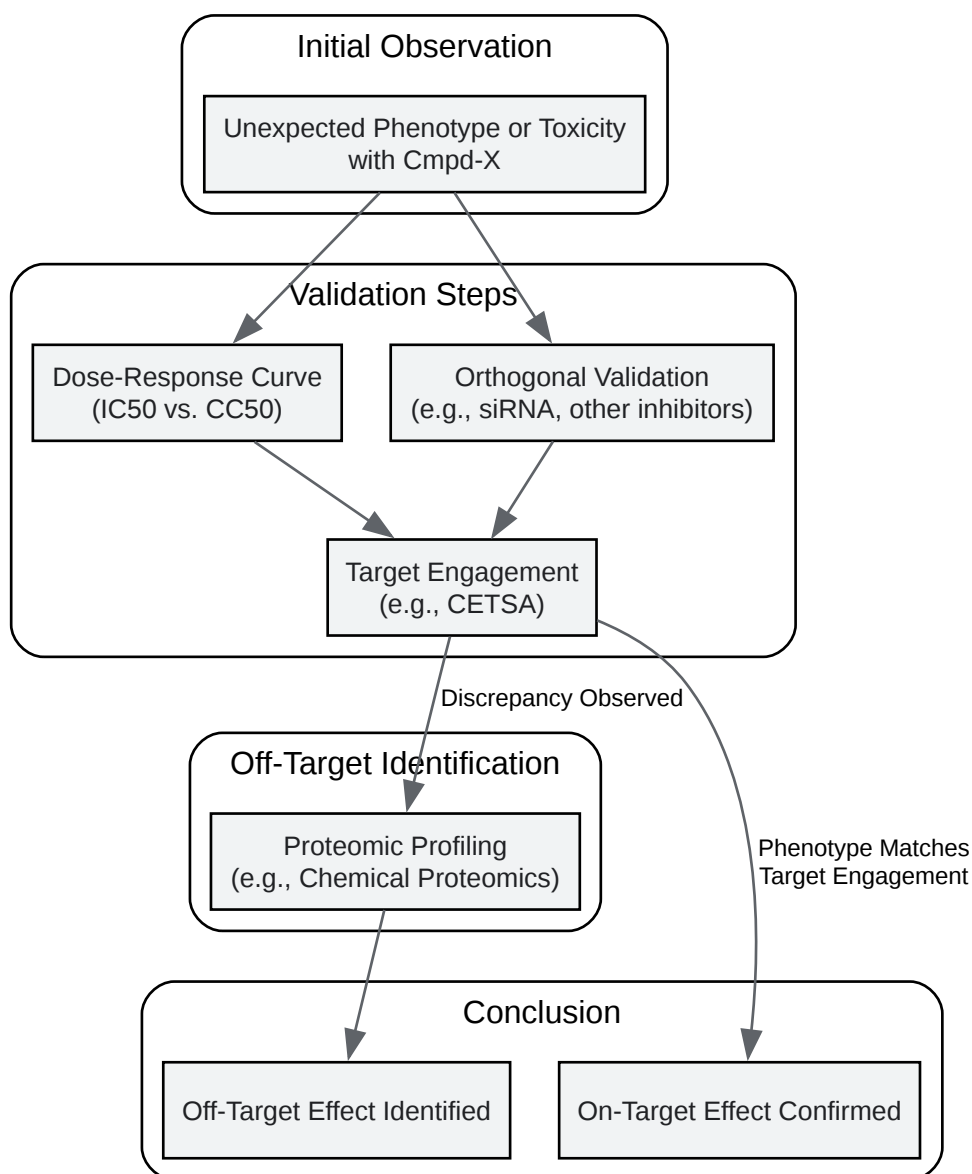 Initial Observation
Unexpected Phenotype or Toxicity
with Cmpd-X
Validation Steps
Dose-Response Curve
(IC50 vs. CC50)
Orthogonal Validation
(e.g., siRNA, other inhibitors)
Target Engagement
(e.g., CETSA)
Discrepancy Observed
Off-Target Identification
Proteomic Profiling
(e.g., Chemical Proteomics)
Phenotype Matches
Target Engagement
Conclusion
Off-Target Effect Identified
On-Target Effect Confirmed